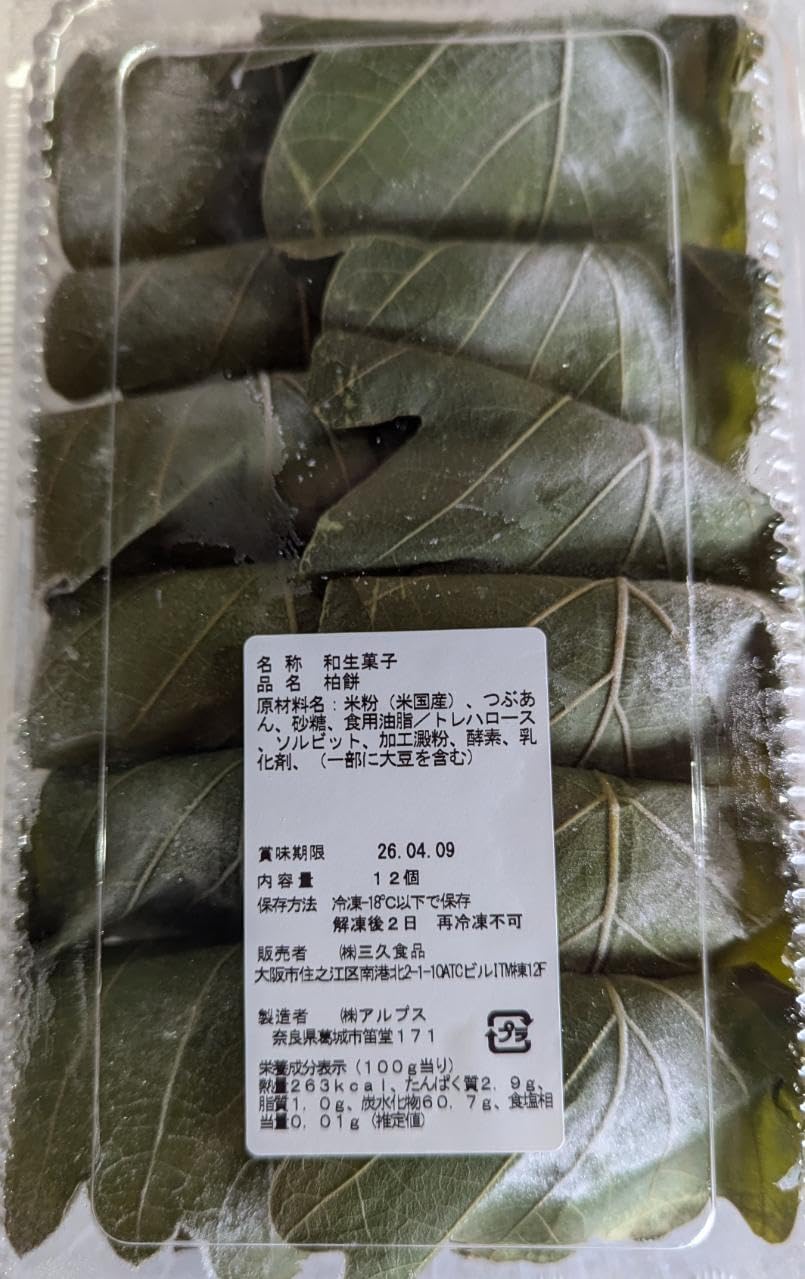 名 称 和生菓子
品 名 柏餅
原材料名：米粉（米国産）、つぶあ
ん、砂糖、食用油脂／トレハロース
、ソルビット、加工澱粉、酵素、乳
化剤、（一部に大豆を含む）
賞味期限 26.04.09
内容量 12個
保存方法 冷凍-18℃以下で保存
解凍後2日 再冷凍不可
販売者 ㈱三久食品
大阪市住之江区南港北2-1-10ATCビルITM棟12F
製造者 ㈱アルプス
奈良県葛城市笛堂171
プラ
栄養成分表示（100g当り）
熱量263kcal、たんぱく質2.9g、
脂質1.0g、炭水化物60.7g、食塩相
当量0.01g（推定値）